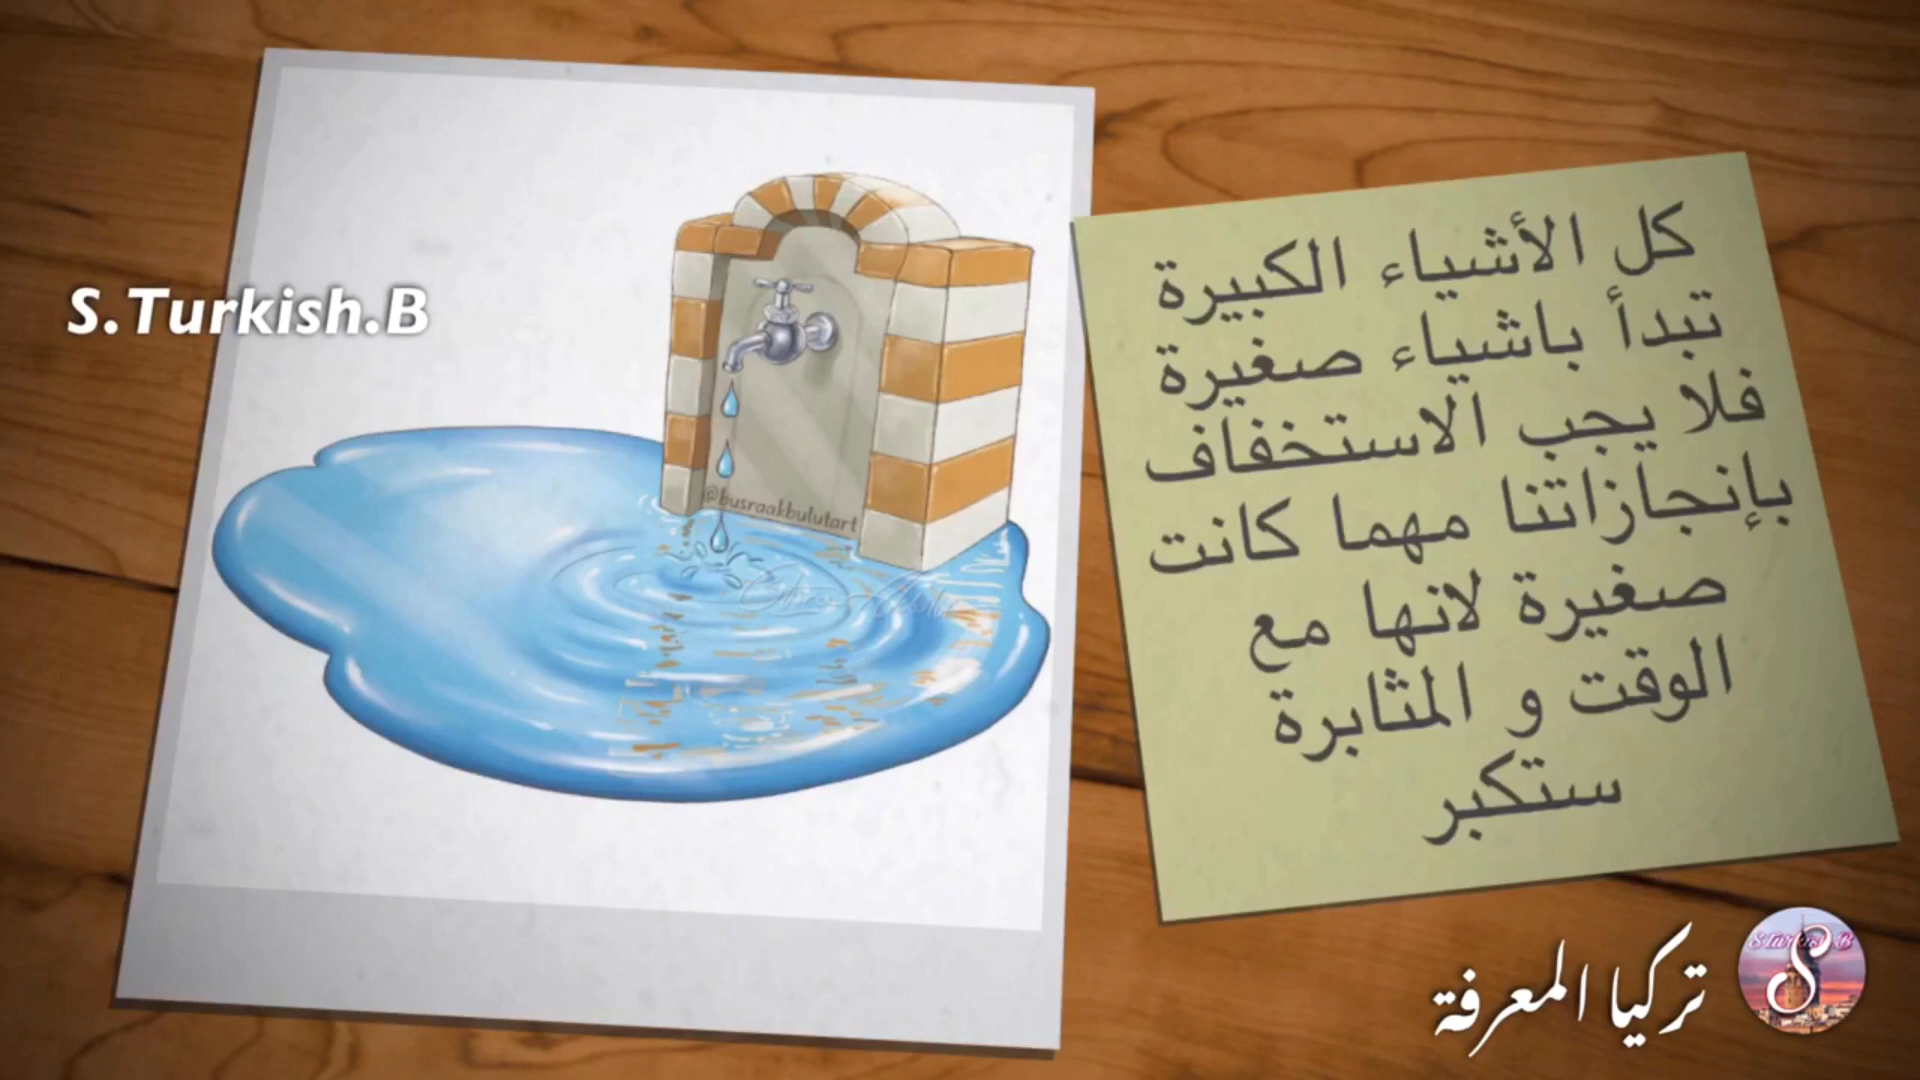 S.Turkish.B
@busraakbulutart
كل الأشياء الكبيرة
تبدأ باشياء صغيرة
فلا يجب الاستخفاف
بإنجازاتنا مهما كانت
صغيرة لانها مع
الوقت و المثابرة
ستكبر
تركيا المعرفة
S Turkish B